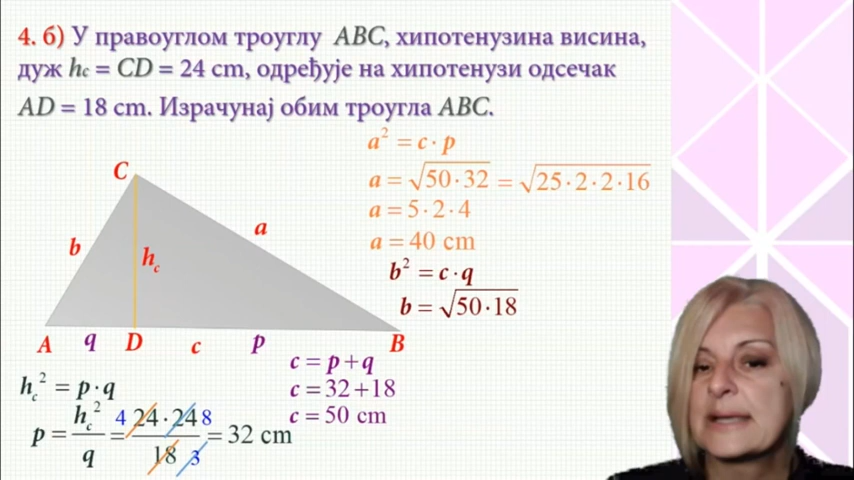 4. б) У правоуглом троуглу ABC, хипотенузина висина,
дуж hc = CD = 24 cm, одређује на хипотенузи одсечак
AD = 18 cm. Израчунај обим троугла ABC.
a² = c · p
a = √50·32 = √25·2·2·16
a = 5·2·4
a = 40 cm
b² = c · q
b = √50·18
C
b
a
hc
A q D c p B
c = p + q
c = 32 + 18
c = 50 cm
hc² = p · q
p = hc²/q = 4 24 · 24 8 / 18 3 = 32 cm